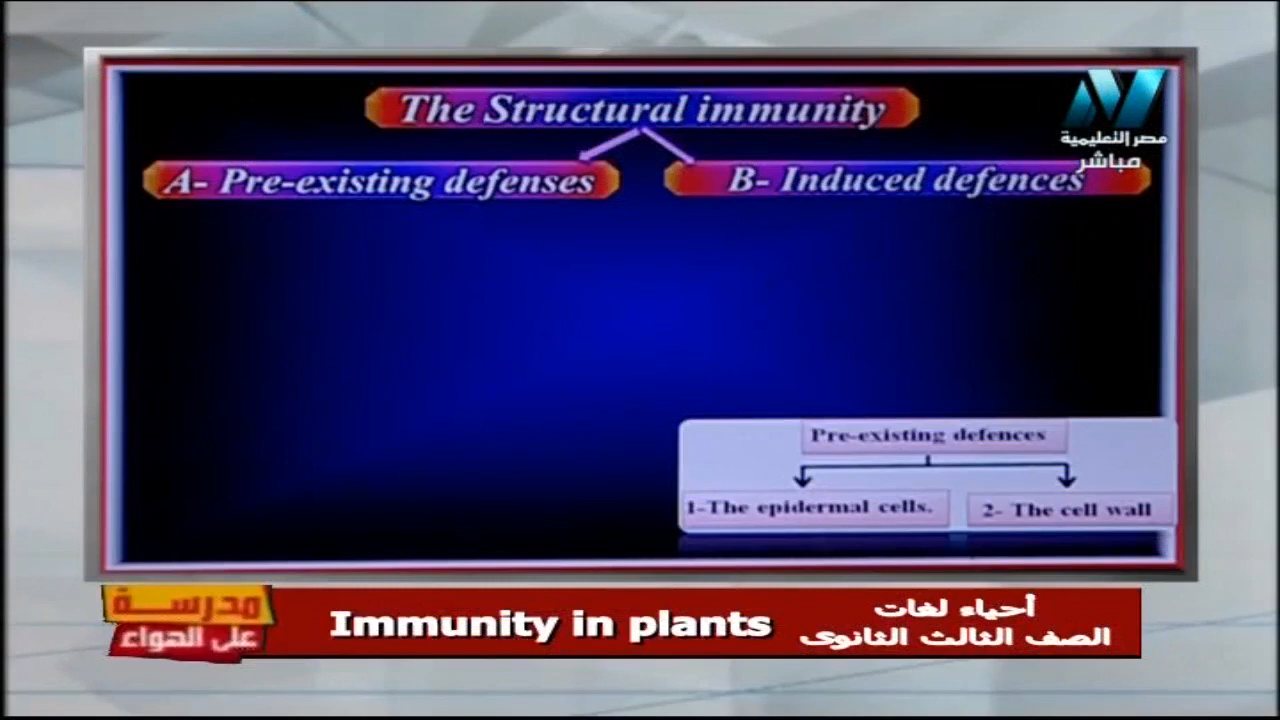 The Structural immunity
A- Pre-existing defenses
B- Induced defences
مصر التعليمية
مباشر
Pre-existing defences
1-The epidermal cells.
2- The cell wall
مدرسة
على الهواء
Immunity in plants
أحياء لغات
الصف الثالث الثانوى